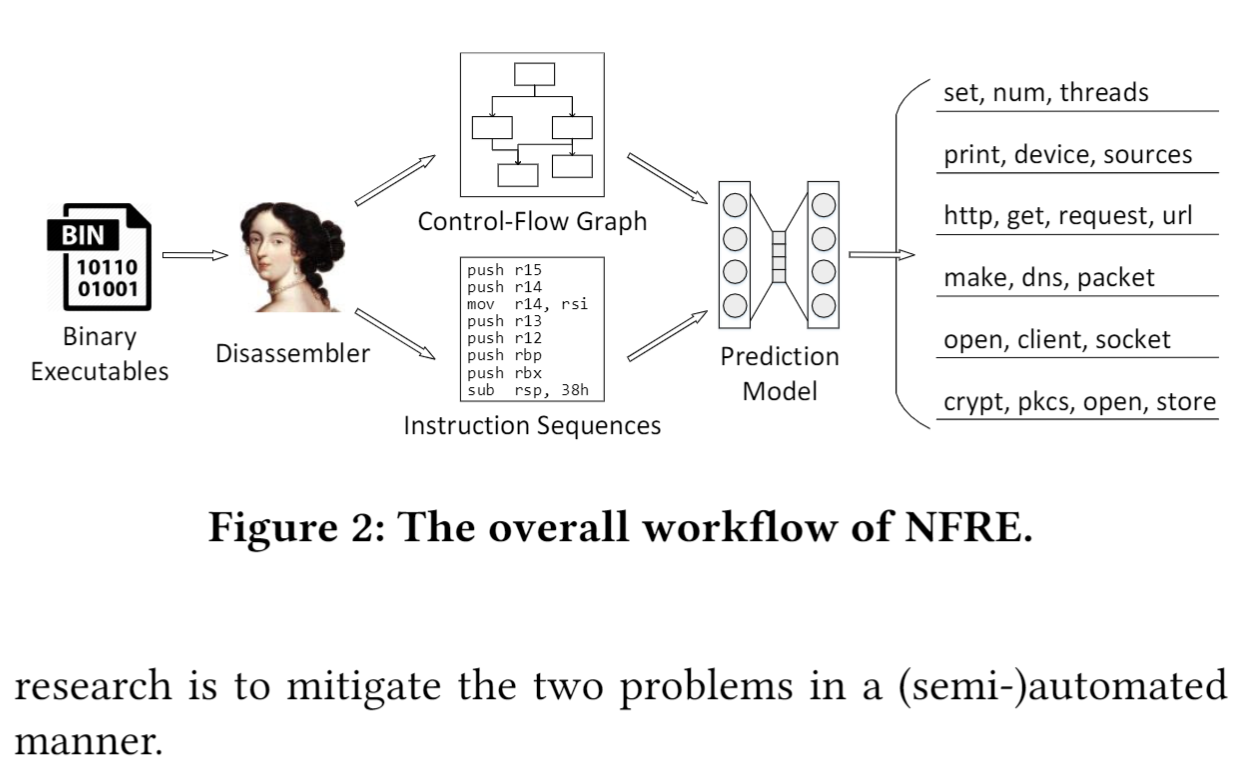 BIN
10110
01001
Binary
Executables
Disassembler
Control-Flow Graph
push r15
push r14
mov r14, rsi
push r13
push r12
push rbp
push rbx
sub rsp, 38h
Instruction Sequences
Prediction
Model
set, num, threads
print, device, sources
http, get, request, url
make, dns, packet
open, client, socket
crypt, pkcs, open, store
Figure 2: The overall workflow of NFRE.
research is to mitigate the two problems in a (semi-)automated
manner.